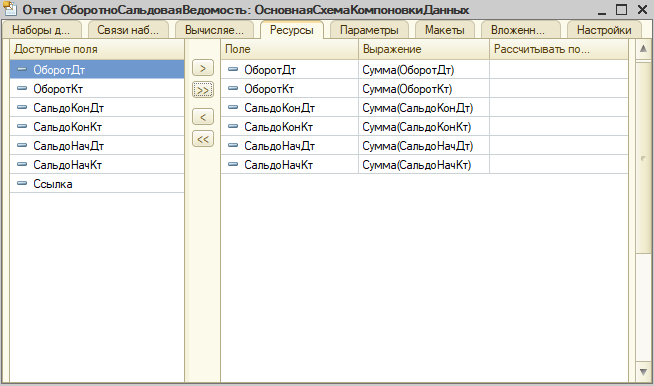 Отчет ОборотноСальдоваяВедомость: ОсновнаяСхемаКомпоновкиДанных
Наборы д... Связи наб... Вычисляе... Ресурсы Параметры Макеты Вложенн... Настройки
Доступные поля
ОборотДт
ОборотКт
СальдоКонДт
СальдоКонКт
СальдоНачДт
СальдоНачКт
Ссылка
>
>>
<
<<
Поле Выражение Рассчитывать по...
ОборотДт Сумма(ОборотДт)
ОборотКт Сумма(ОборотКт)
СальдоКонДт Сумма(СальдоКонДт)
СальдоКонКт Сумма(СальдоКонКт)
СальдоНачДт Сумма(СальдоНачДт)
СальдоНачКт Сумма(СальдоНачКт)